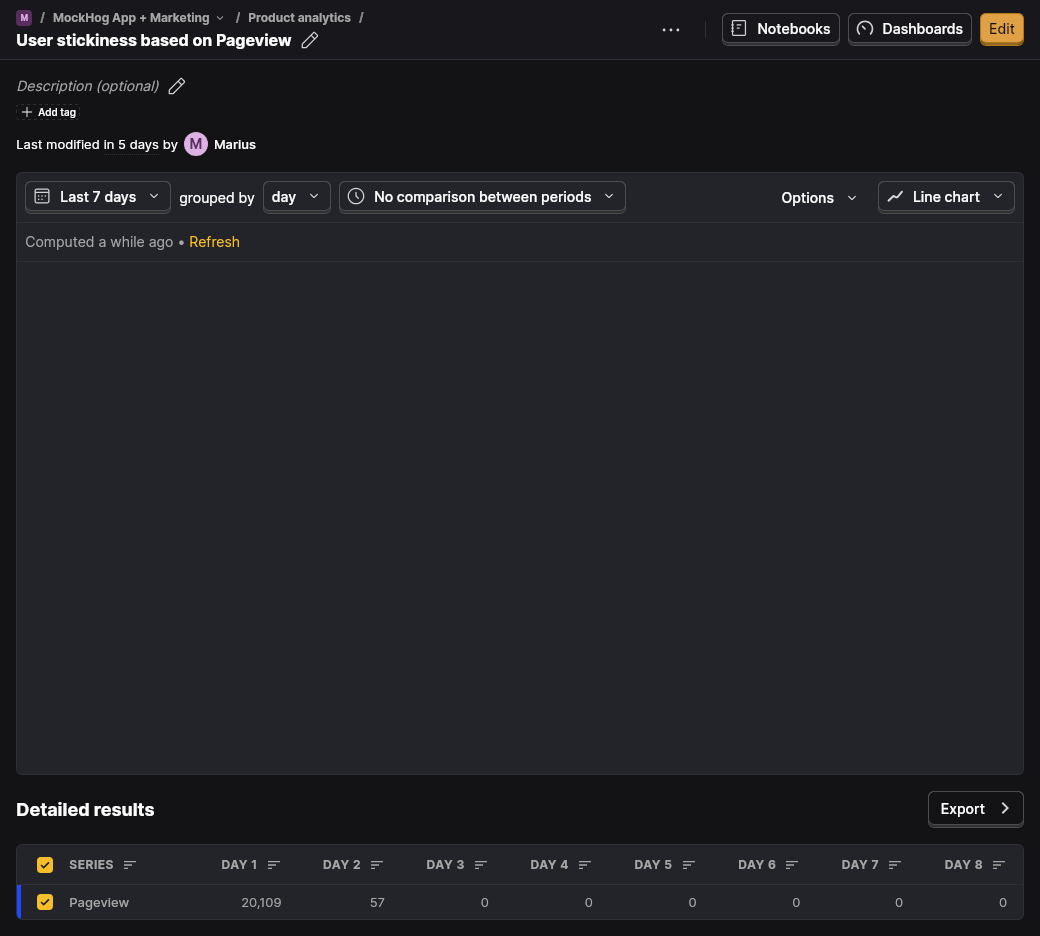 M / MockHog App + Marketing / Product analytics /
User stickiness based on Pageview
Notebooks Dashboards Edit
Description (optional)
Add tag
Last modified in 5 days by M Marius
Last 7 days grouped by day No comparison between periods Options Line chart
Computed a while ago • Refresh
Detailed results
Export
SERIES DAY 1 DAY 2 DAY 3 DAY 4 DAY 5 DAY 6 DAY 7 DAY 8
Pageview 20,109 57 0 0 0 0 0 0